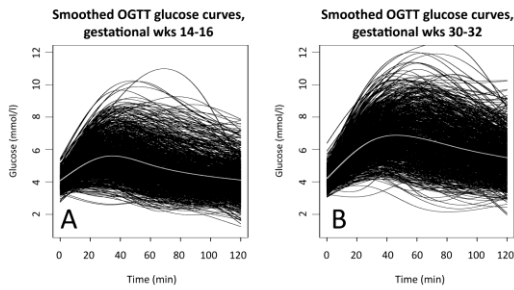 Smoothed OGTT glucose curves,
gestational wks 14-16
12
10
8
6
4
2
Glucose (mmol/l)
A
0 20 40 60 80 100 120
Time (min)
Smoothed OGTT glucose curves,
gestational wks 30-32
12
10
8
6
4
2
Glucose (mmol/l)
B
0 20 40 60 80 100 120
Time (min)